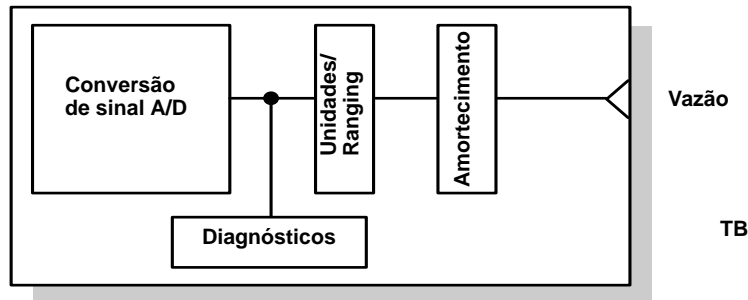 Conversão
de sinal A/D
Unidades/
Ranging
Amortecimento
Vazão
Diagnósticos
TB